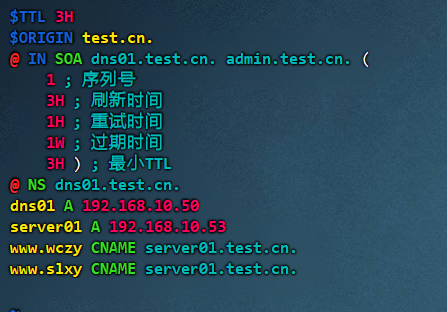 $TTL 3H
$ORIGIN test.cn.
@ IN SOA dns01.test.cn. admin.test.cn. (
1 ; 序列号
3H ; 刷新时间
1H ; 重试时间
1W ; 过期时间
3H ) ; 最小TTL
@ NS dns01.test.cn.
dns01 A 192.168.10.50
server01 A 192.168.10.53
www.wczy CNAME server01.test.cn.
www.slxy CNAME server01.test.cn.